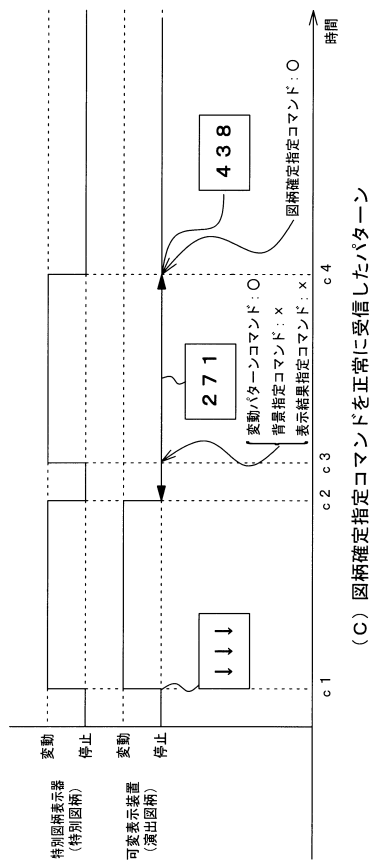 特別図柄表示器
(特別図柄)
変動
停止
可変表示装置
(演出図柄)
変動
停止
↓↓↓
271
438
変動パターンコマンド:○
背景指定コマンド:×
表示結果指定コマンド:×
図柄確定指定コマンド:○
c1
c2
c3
c4
時間
(C) 図柄確定指定コマンドを正常に受信したパターン